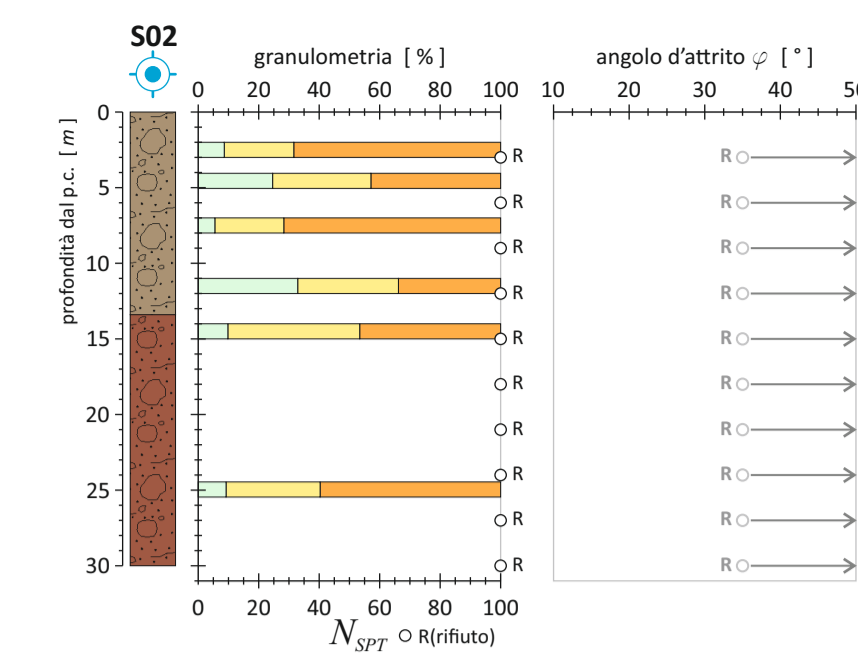 S02
granulometria [ % ]
angolo d'attrito φ [ ° ]
0 20 40 60 80 100
10 20 30 40 50
profondità dal p.c. [ m ]
0
R
R
5
R
R
R
R
10
R
R
15
R
R
R
R
20
R
R
R
R
25
R
R
30
R
R
0 20 40 60 80 100
N SPT R(rifiuto)